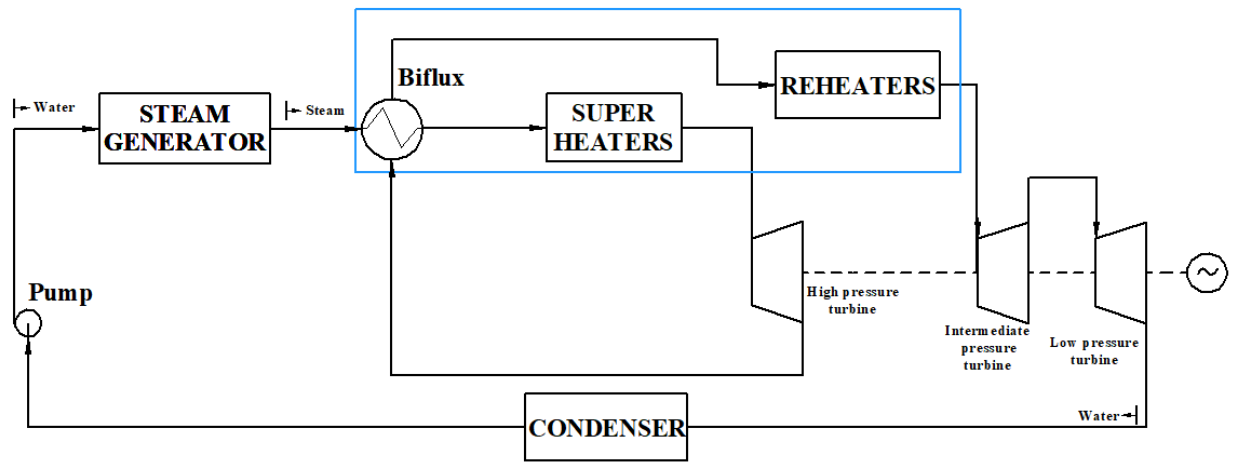 Biflux
REHEATERS
Water
STEAM
GENERATOR
Steam
SUPER
HEATERS
Pump
High pressure
turbine
Intermediate
pressure
turbine
Low pressure
turbine
~
CONDENSER
Water